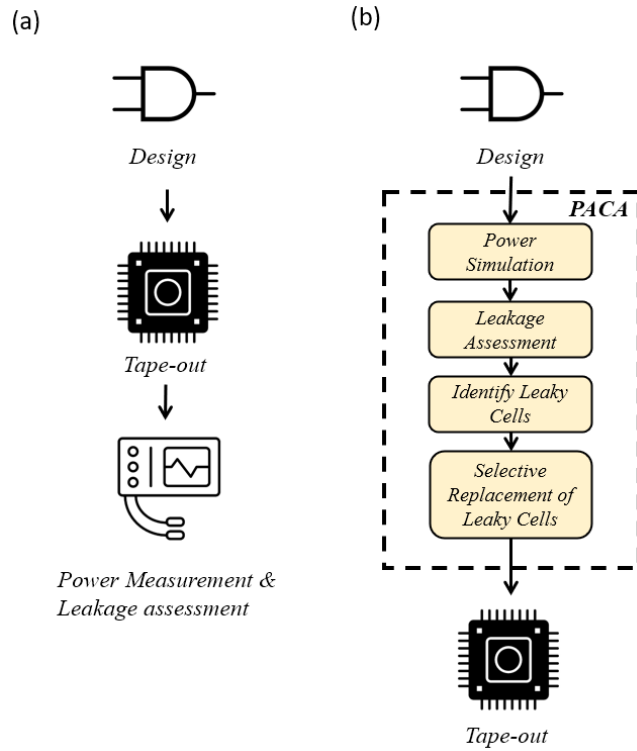 (a)
Design
Tape-out
Power Measurement &
Leakage assessment
(b)
Design
PACA
Power
Simulation
Leakage
Assessment
Identify Leaky
Cells
Selective
Replacement of
Leaky Cells
Tape-out